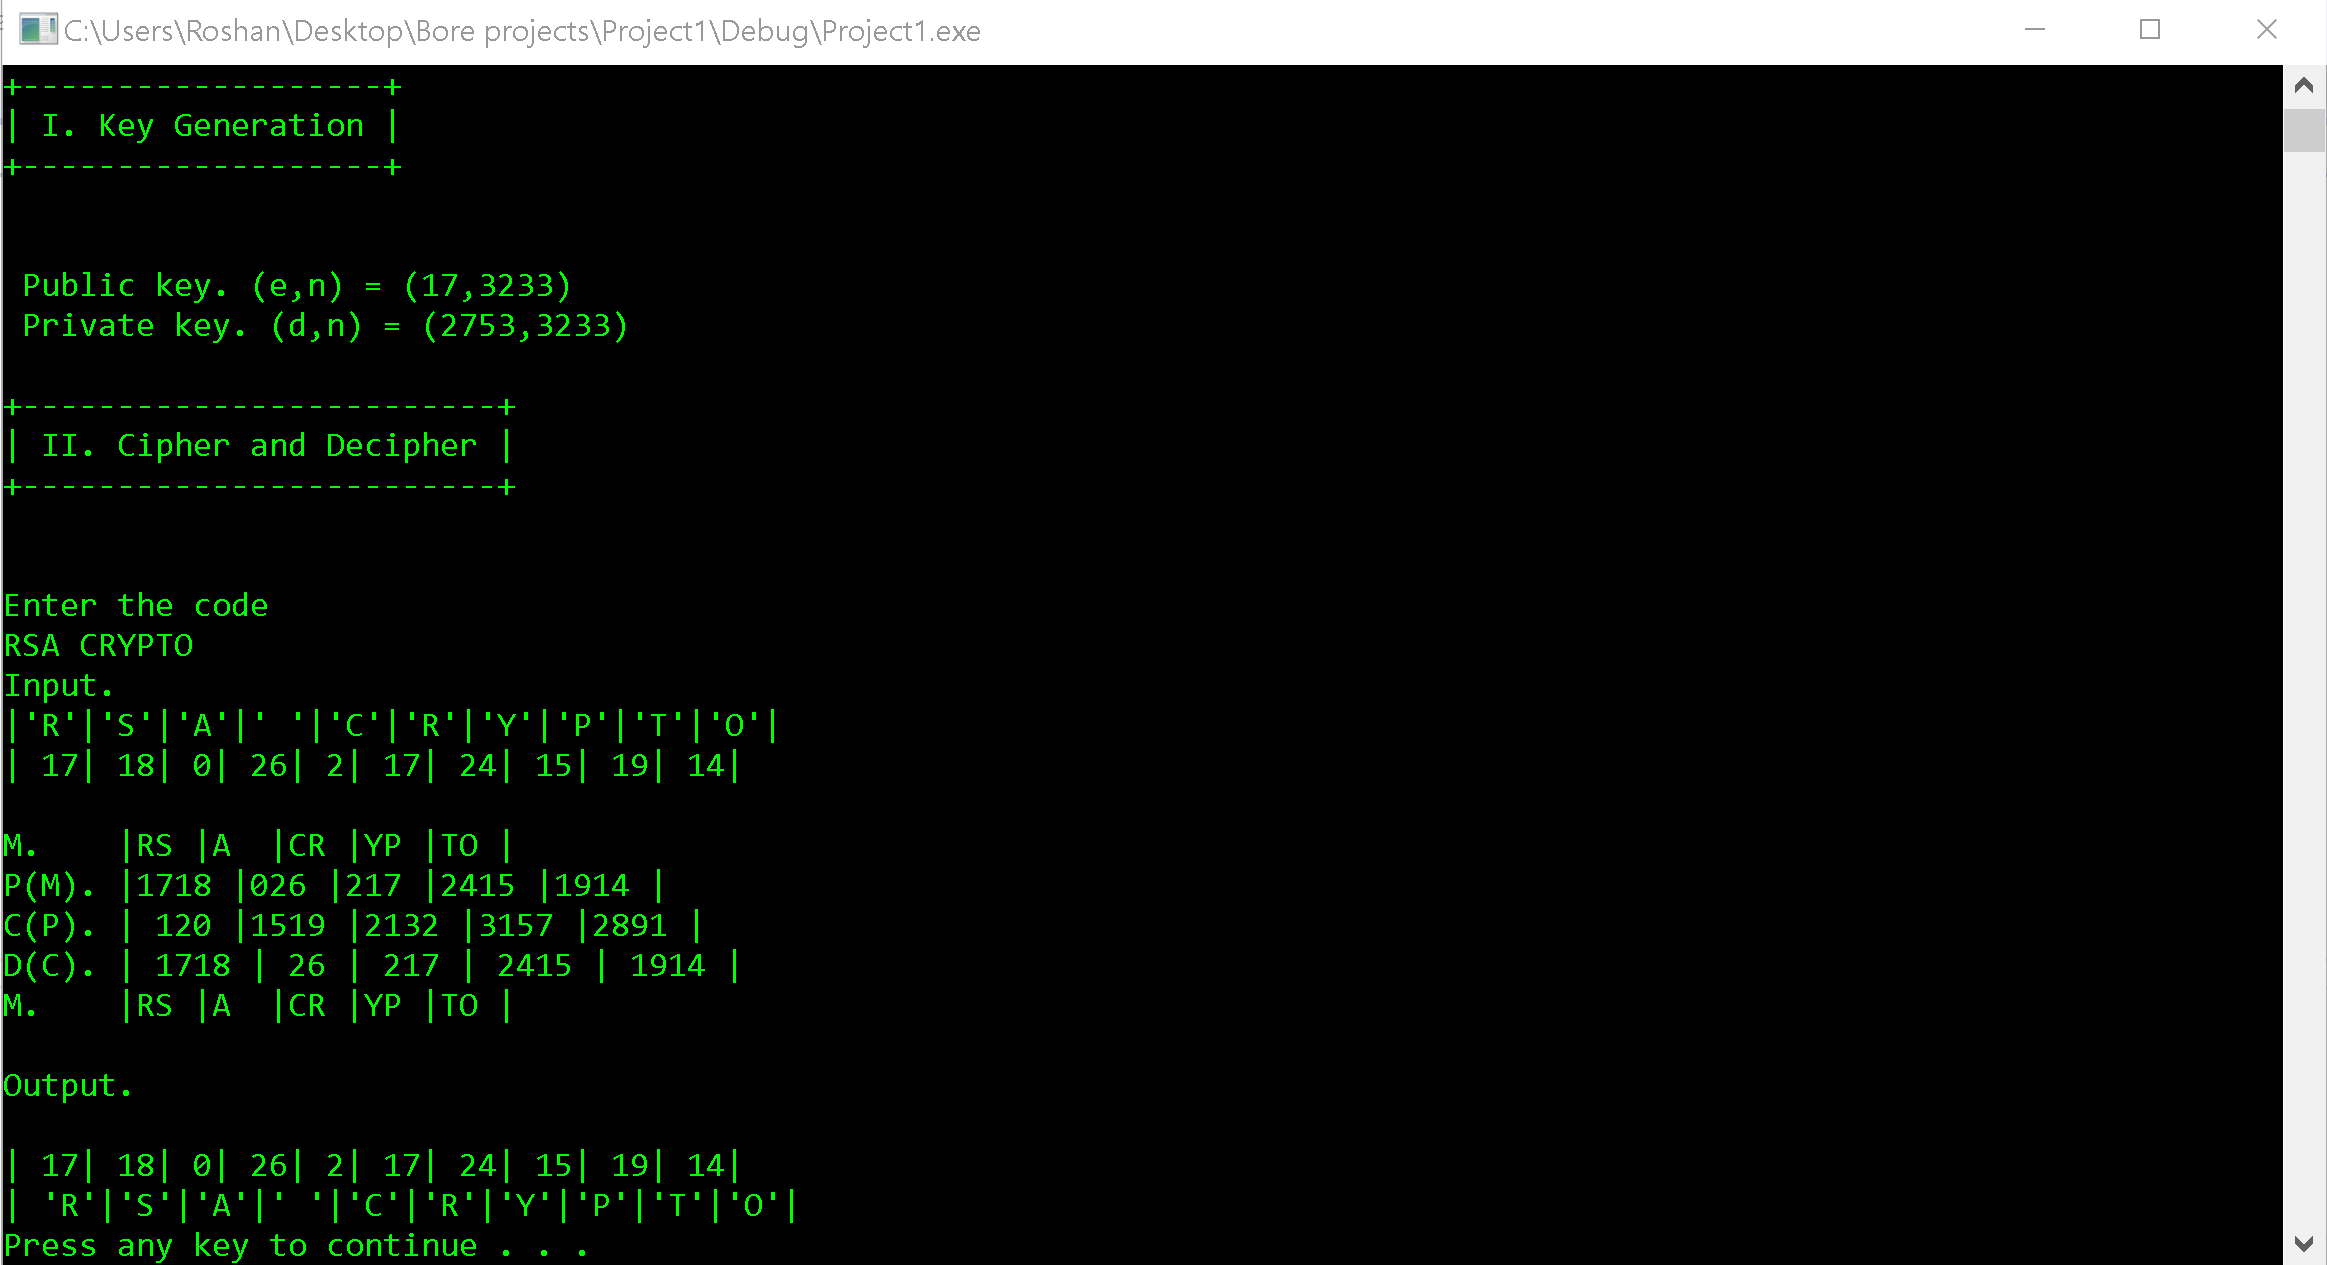 C:\Users\Roshan\Desktop\Bore projects\Project1\Debug\Project1.exe
+-------------------+
| I. Key Generation |
+-------------------+
Public key. (e,n) = (17,3233)
Private key. (d,n) = (2753,3233)
+-------------------------+
| II. Cipher and Decipher |
+-------------------------+
Enter the code
RSA CRYPTO
Input.
|'R'|'S'|'A'|' '|'C'|'R'|'Y'|'P'|'T'|'O'|
| 17| 18| 0| 26| 2| 17| 24| 15| 19| 14|
M.    |RS |A  |CR |YP |TO |
P(M). |1718 |026 |217 |2415 |1914 |
C(P). | 120 |1519 |2132 |3157 |2891 |
D(C). | 1718 | 26 | 217 | 2415 | 1914 |
M.    |RS |A  |CR |YP |TO |
Output.
| 17| 18| 0| 26| 2| 17| 24| 15| 19| 14|
| 'R'|'S'|'A'|' '|'C'|'R'|'Y'|'P'|'T'|'O'|
Press any key to continue . . .